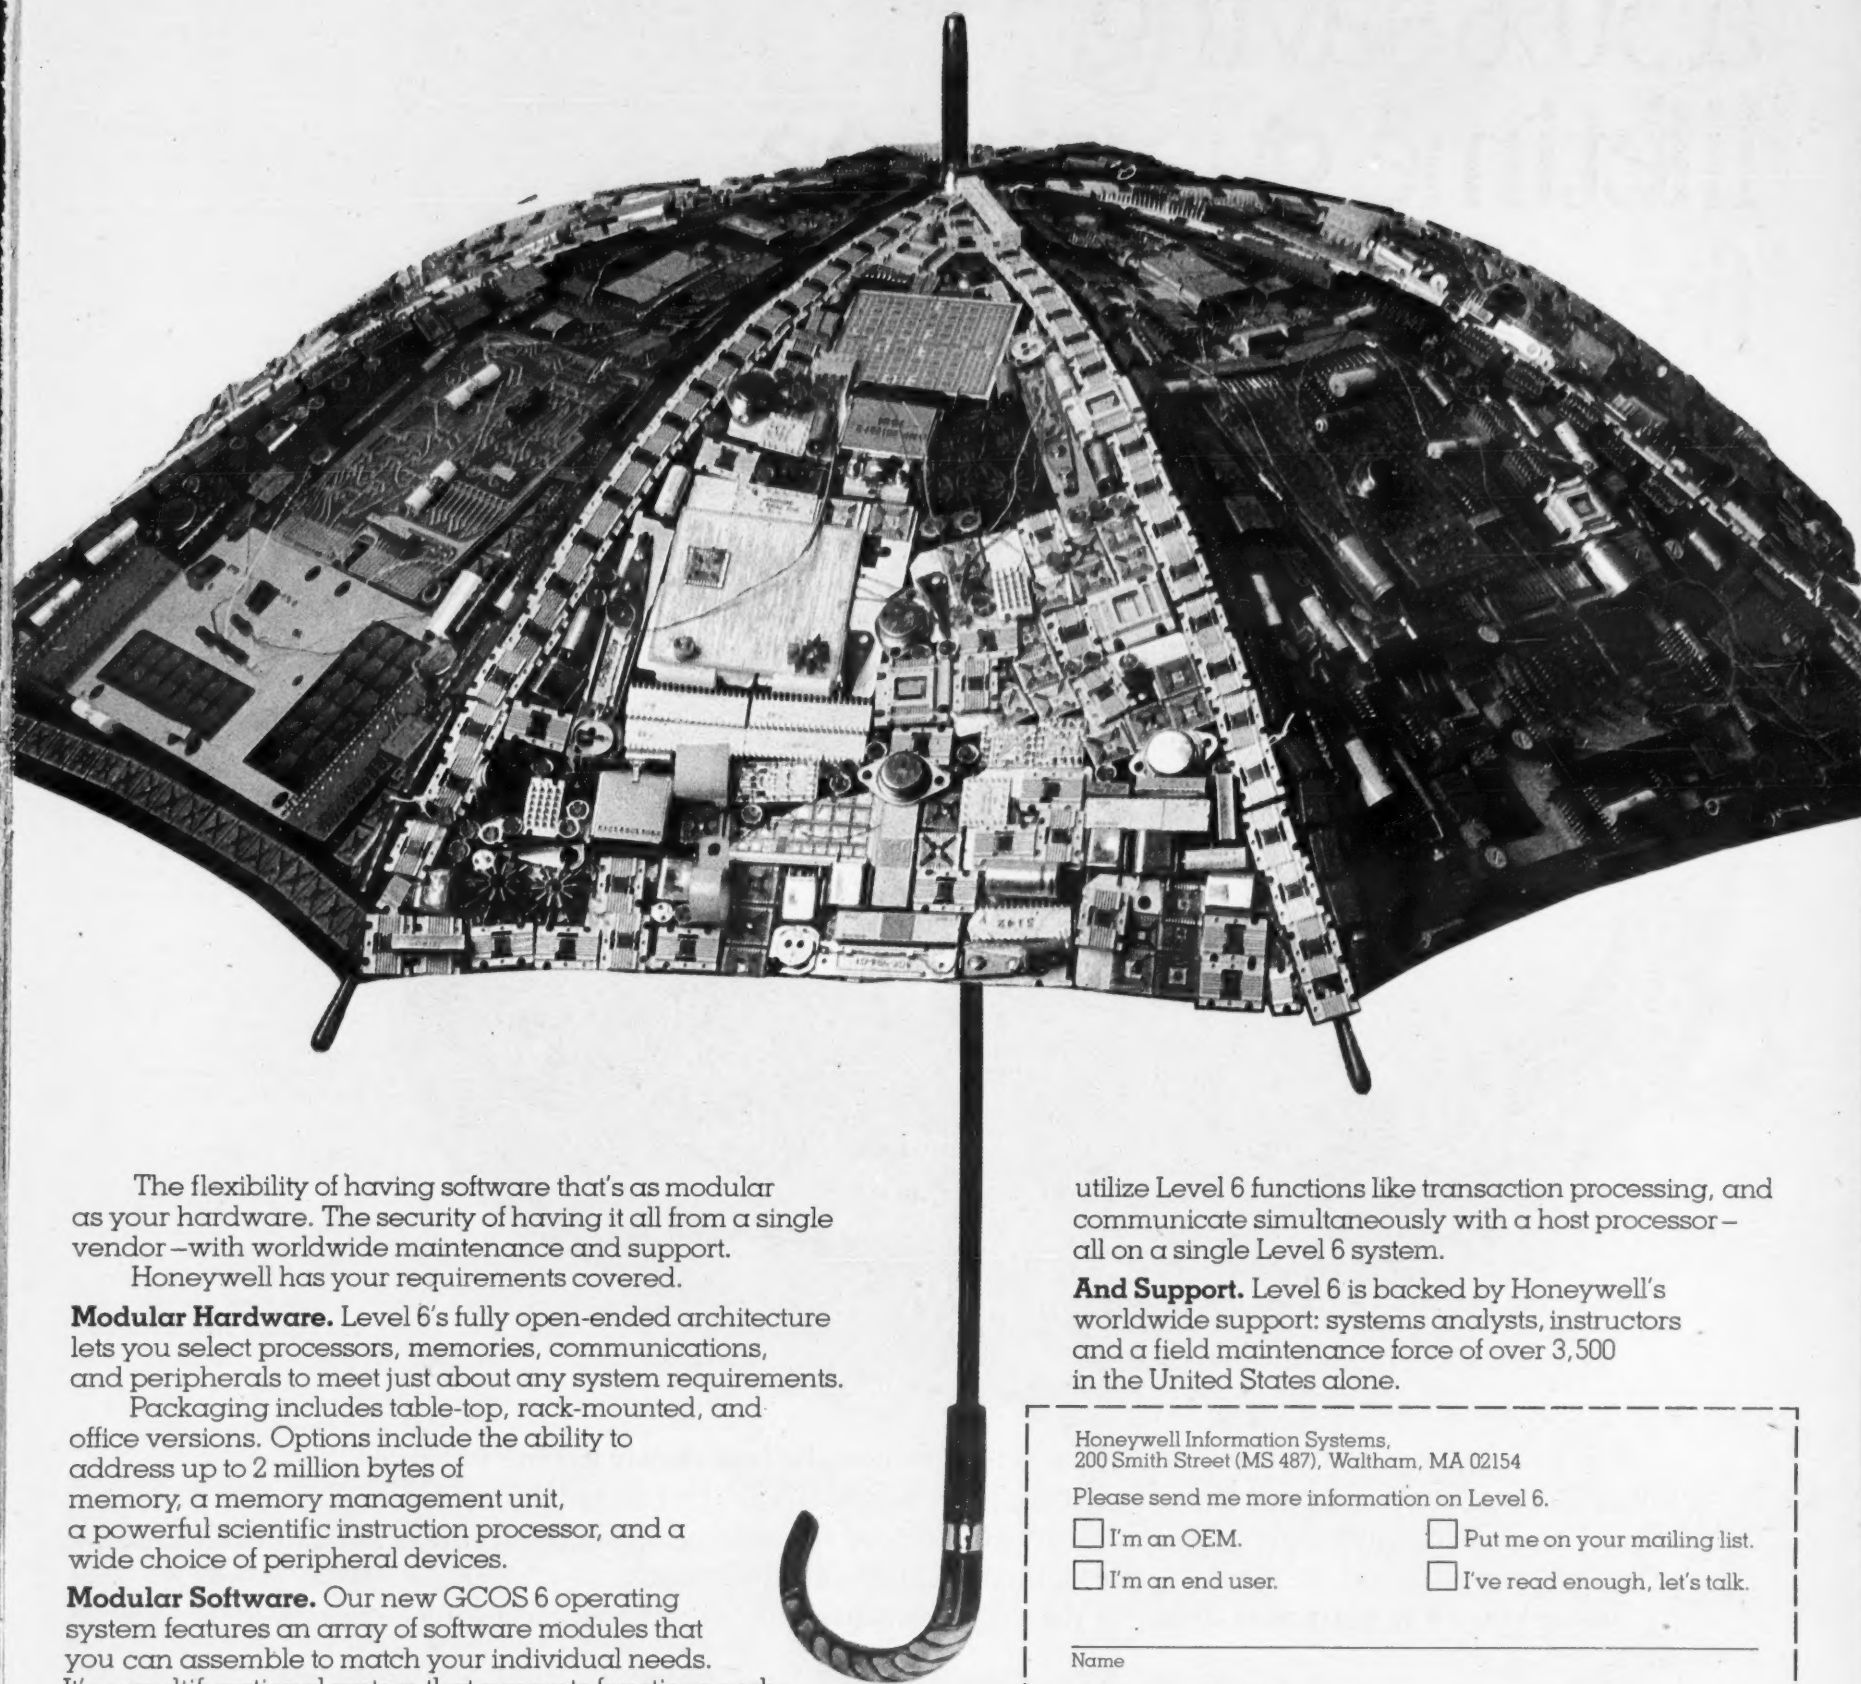 The flexibility of having software that's as modular
as your hardware. The security of having it all from a single
vendor–with worldwide maintenance and support.
Honeywell has your requirements covered.
Modular Hardware. Level 6's fully open-ended architecture
lets you select processors, memories, communications,
and peripherals to meet just about any system requirements.
Packaging includes table-top, rack-mounted, and
office versions. Options include the ability to
address up to 2 million bytes of
memory, a memory management unit,
a powerful scientific instruction processor, and a
wide choice of peripheral devices.
Modular Software. Our new GCOS 6 operating
system features an array of software modules that
you can assemble to match your individual needs.
utilize Level 6 functions like transaction processing, and
communicate simultaneously with a host processor–
all on a single Level 6 system.
And Support. Level 6 is backed by Honeywell's
worldwide support: systems analysts, instructors
and a field maintenance force of over 3,500
in the United States alone.
Honeywell Information Systems,
200 Smith Street (MS 487), Waltham, MA 02154
Please send me more information on Level 6.
I'm an OEM.
Put me on your mailing list.
I'm an end user.
I've read enough, let's talk.
Name